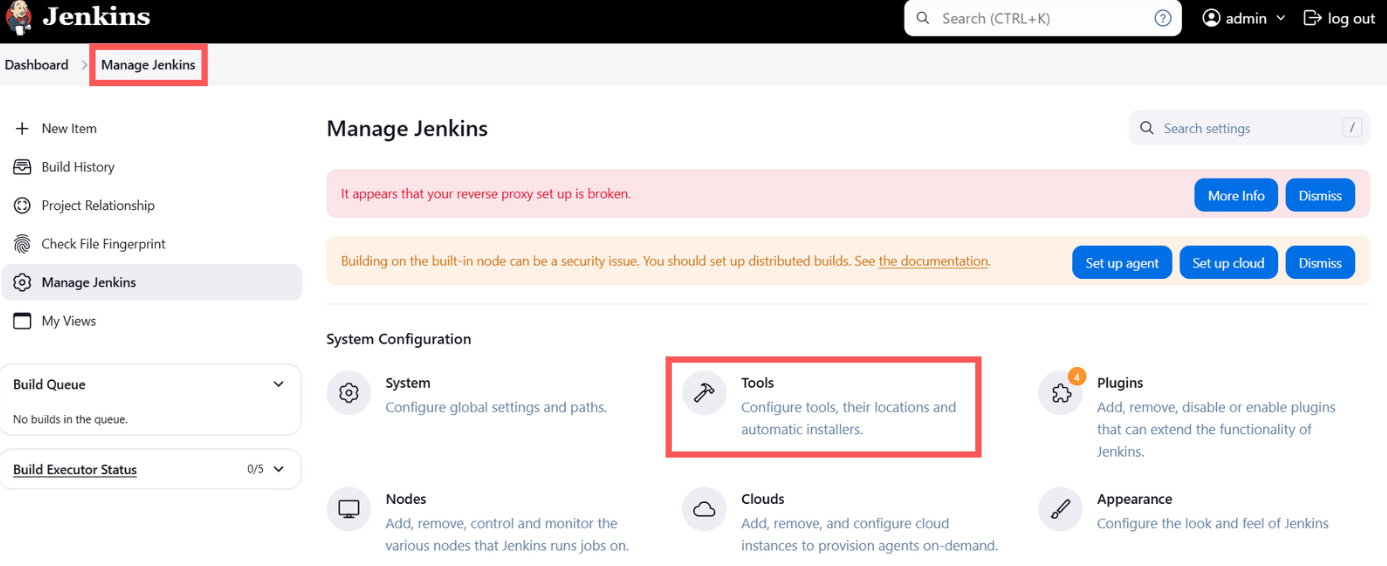 Jenkins
Search (CTRL+K)
?
admin
log out
Dashboard > Manage Jenkins
New Item
Build History
Project Relationship
Check File Fingerprint
Manage Jenkins
My Views
Build Queue
No builds in the queue.
Build Executor Status 0/5
Manage Jenkins
Search settings /
It appears that your reverse proxy set up is broken.
More Info
Dismiss
Building on the built-in node can be a security issue. You should set up distributed builds. See the documentation.
Set up agent
Set up cloud
Dismiss
System Configuration
System
Configure global settings and paths.
Tools
Configure tools, their locations and
automatic installers.
4
Plugins
Add, remove, disable or enable plugins
that can extend the functionality of
Jenkins.
Nodes
Add, remove, control and monitor the
various nodes that Jenkins runs jobs on.
Clouds
Add, remove, and configure cloud
instances to provision agents on-demand.
Appearance
Configure the look and feel of Jenkins